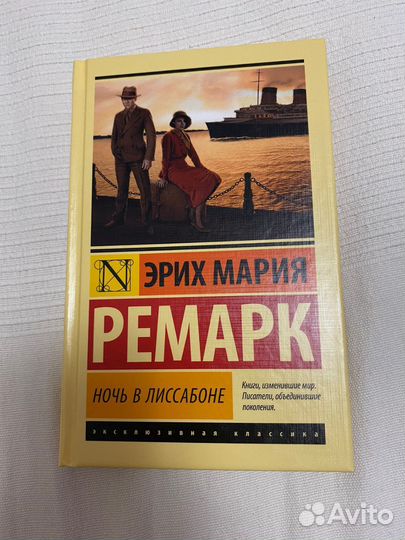 N
ЭРИХ МАРИЯ
РЕМАРК
НОЧЬ В ЛИССАБОНЕ
Книги, изменившие мир.
Писатели, объединившие
поколения.
эксклюзивная классика
Avito